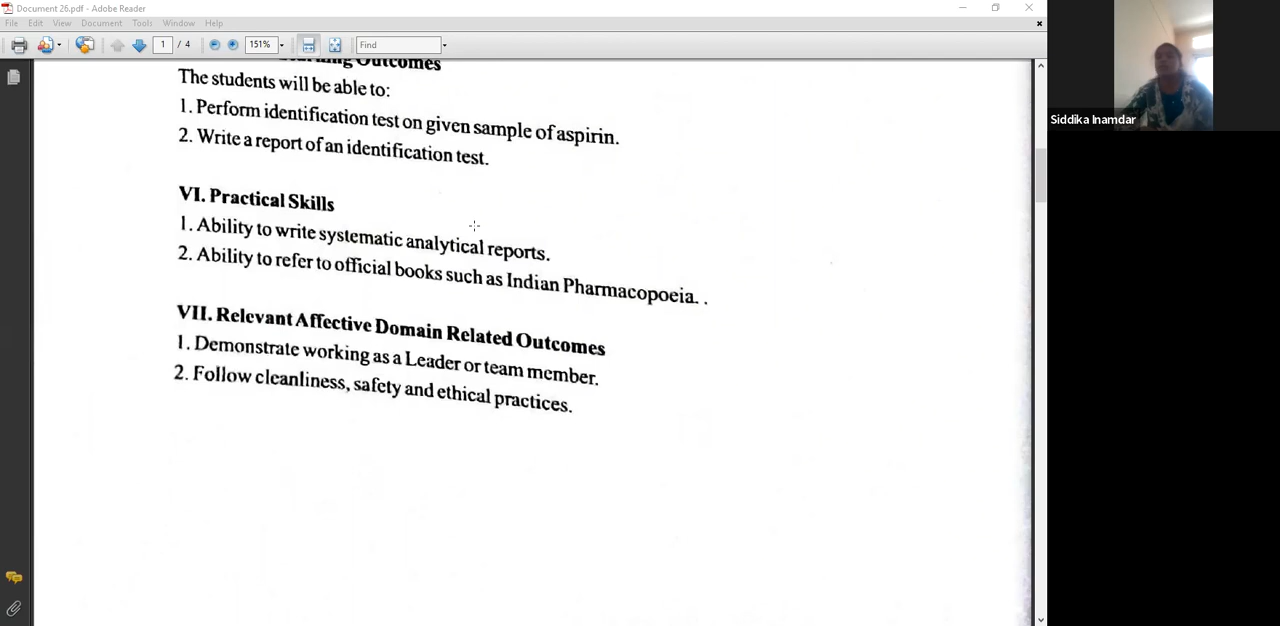 Document 26.pdf - Adobe Reader
File Edit View Document Tools Window Help
1 / 4 151% Find
Outcomes
The students will be able to:
1. Perform identification test on given sample of aspirin.
2. Write a report of an identification test.
VI. Practical Skills
1. Ability to write systematic analytical reports.
2. Ability to refer to official books such as Indian Pharmacopoeia. .
VII. Relevant Affective Domain Related Outcomes
1. Demonstrate working as a Leader or team member.
2. Follow cleanliness, safety and ethical practices.
Siddika Inamdar